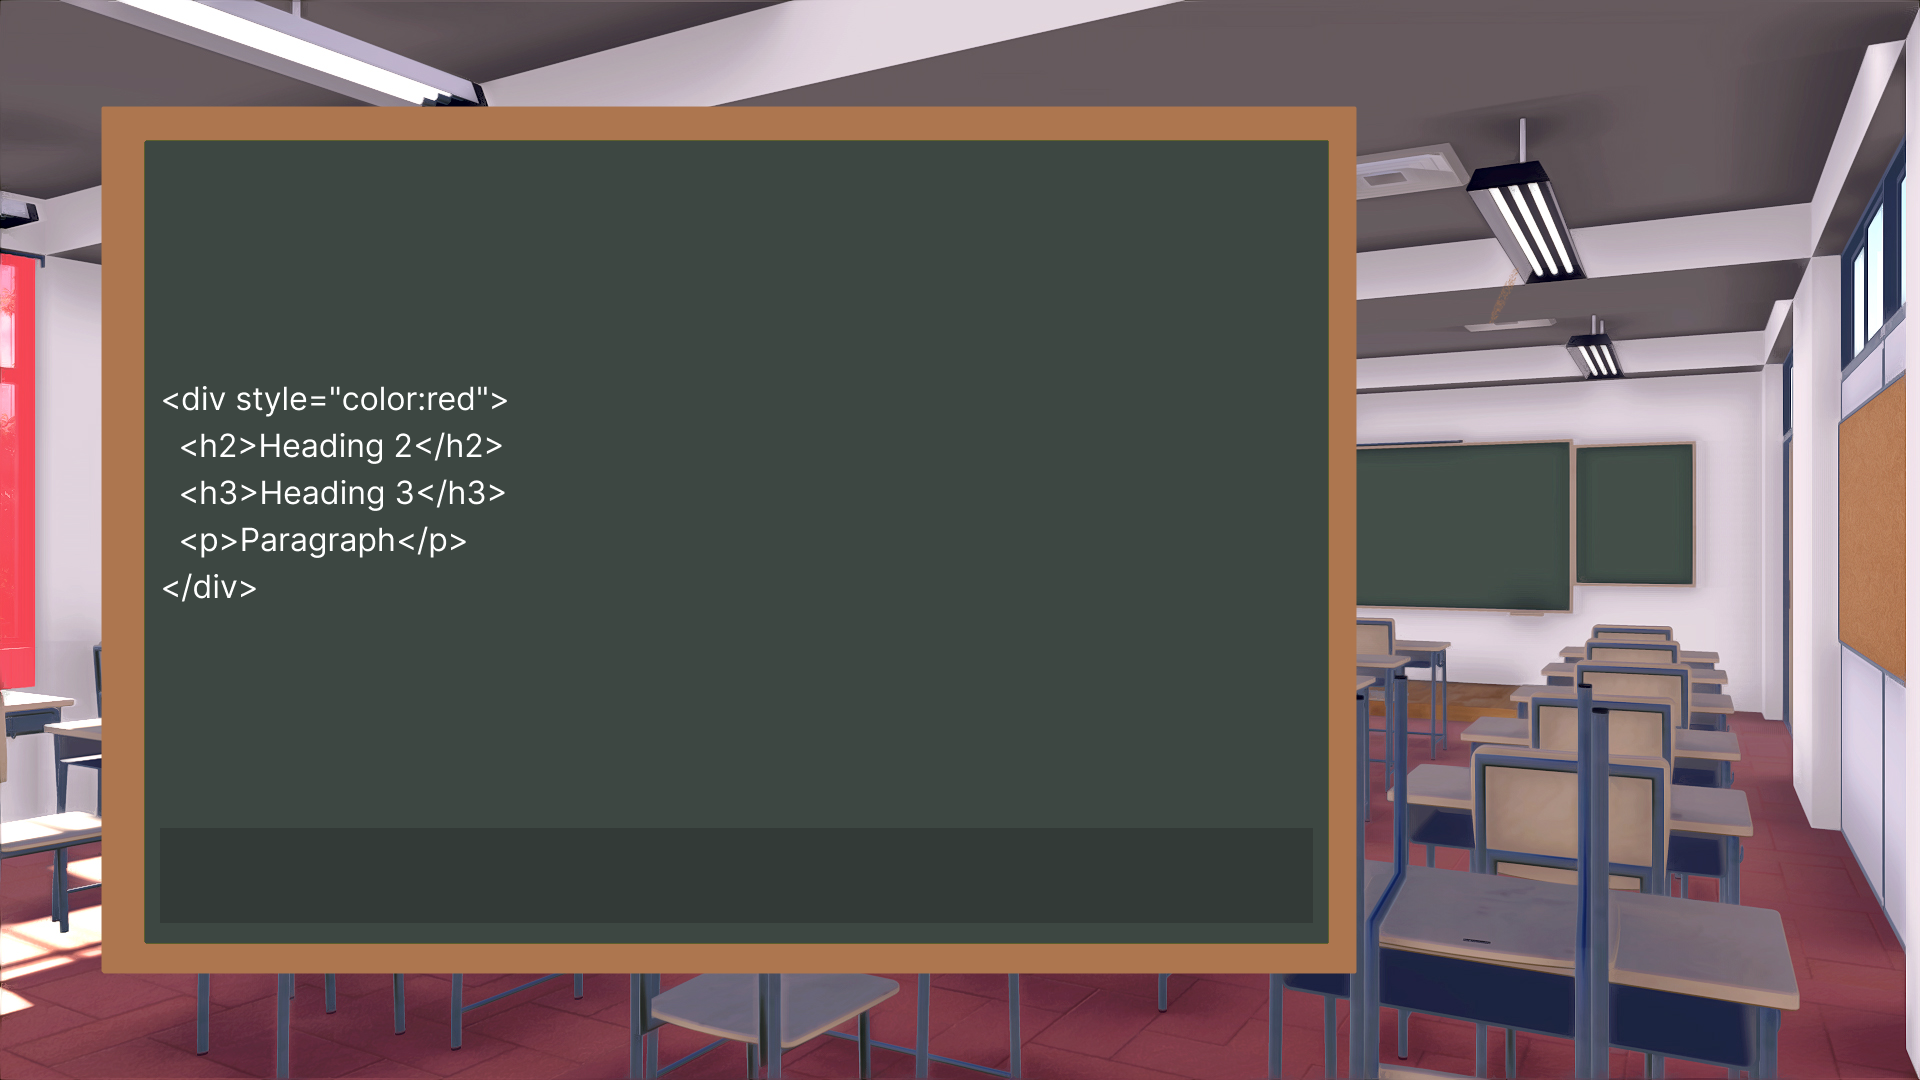 <div style="color:red">
  <h2>Heading 2</h2>
  <h3>Heading 3</h3>
  <p>Paragraph</p>
</div>